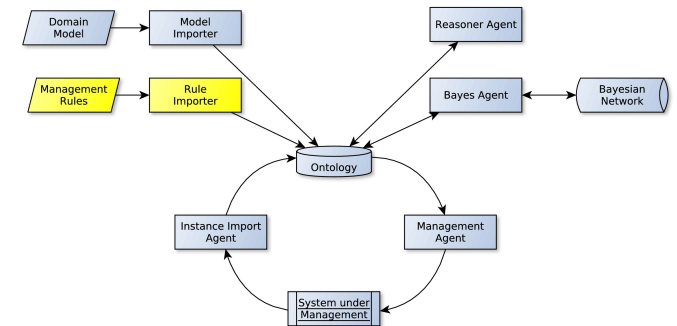 Domain
Model
Model
Importer
Reasoner Agent
Management
Rules
Rule
Importer
Bayes Agent
Bayesian
Network
Ontology
Instance Import
Agent
Management
Agent
System under
Management